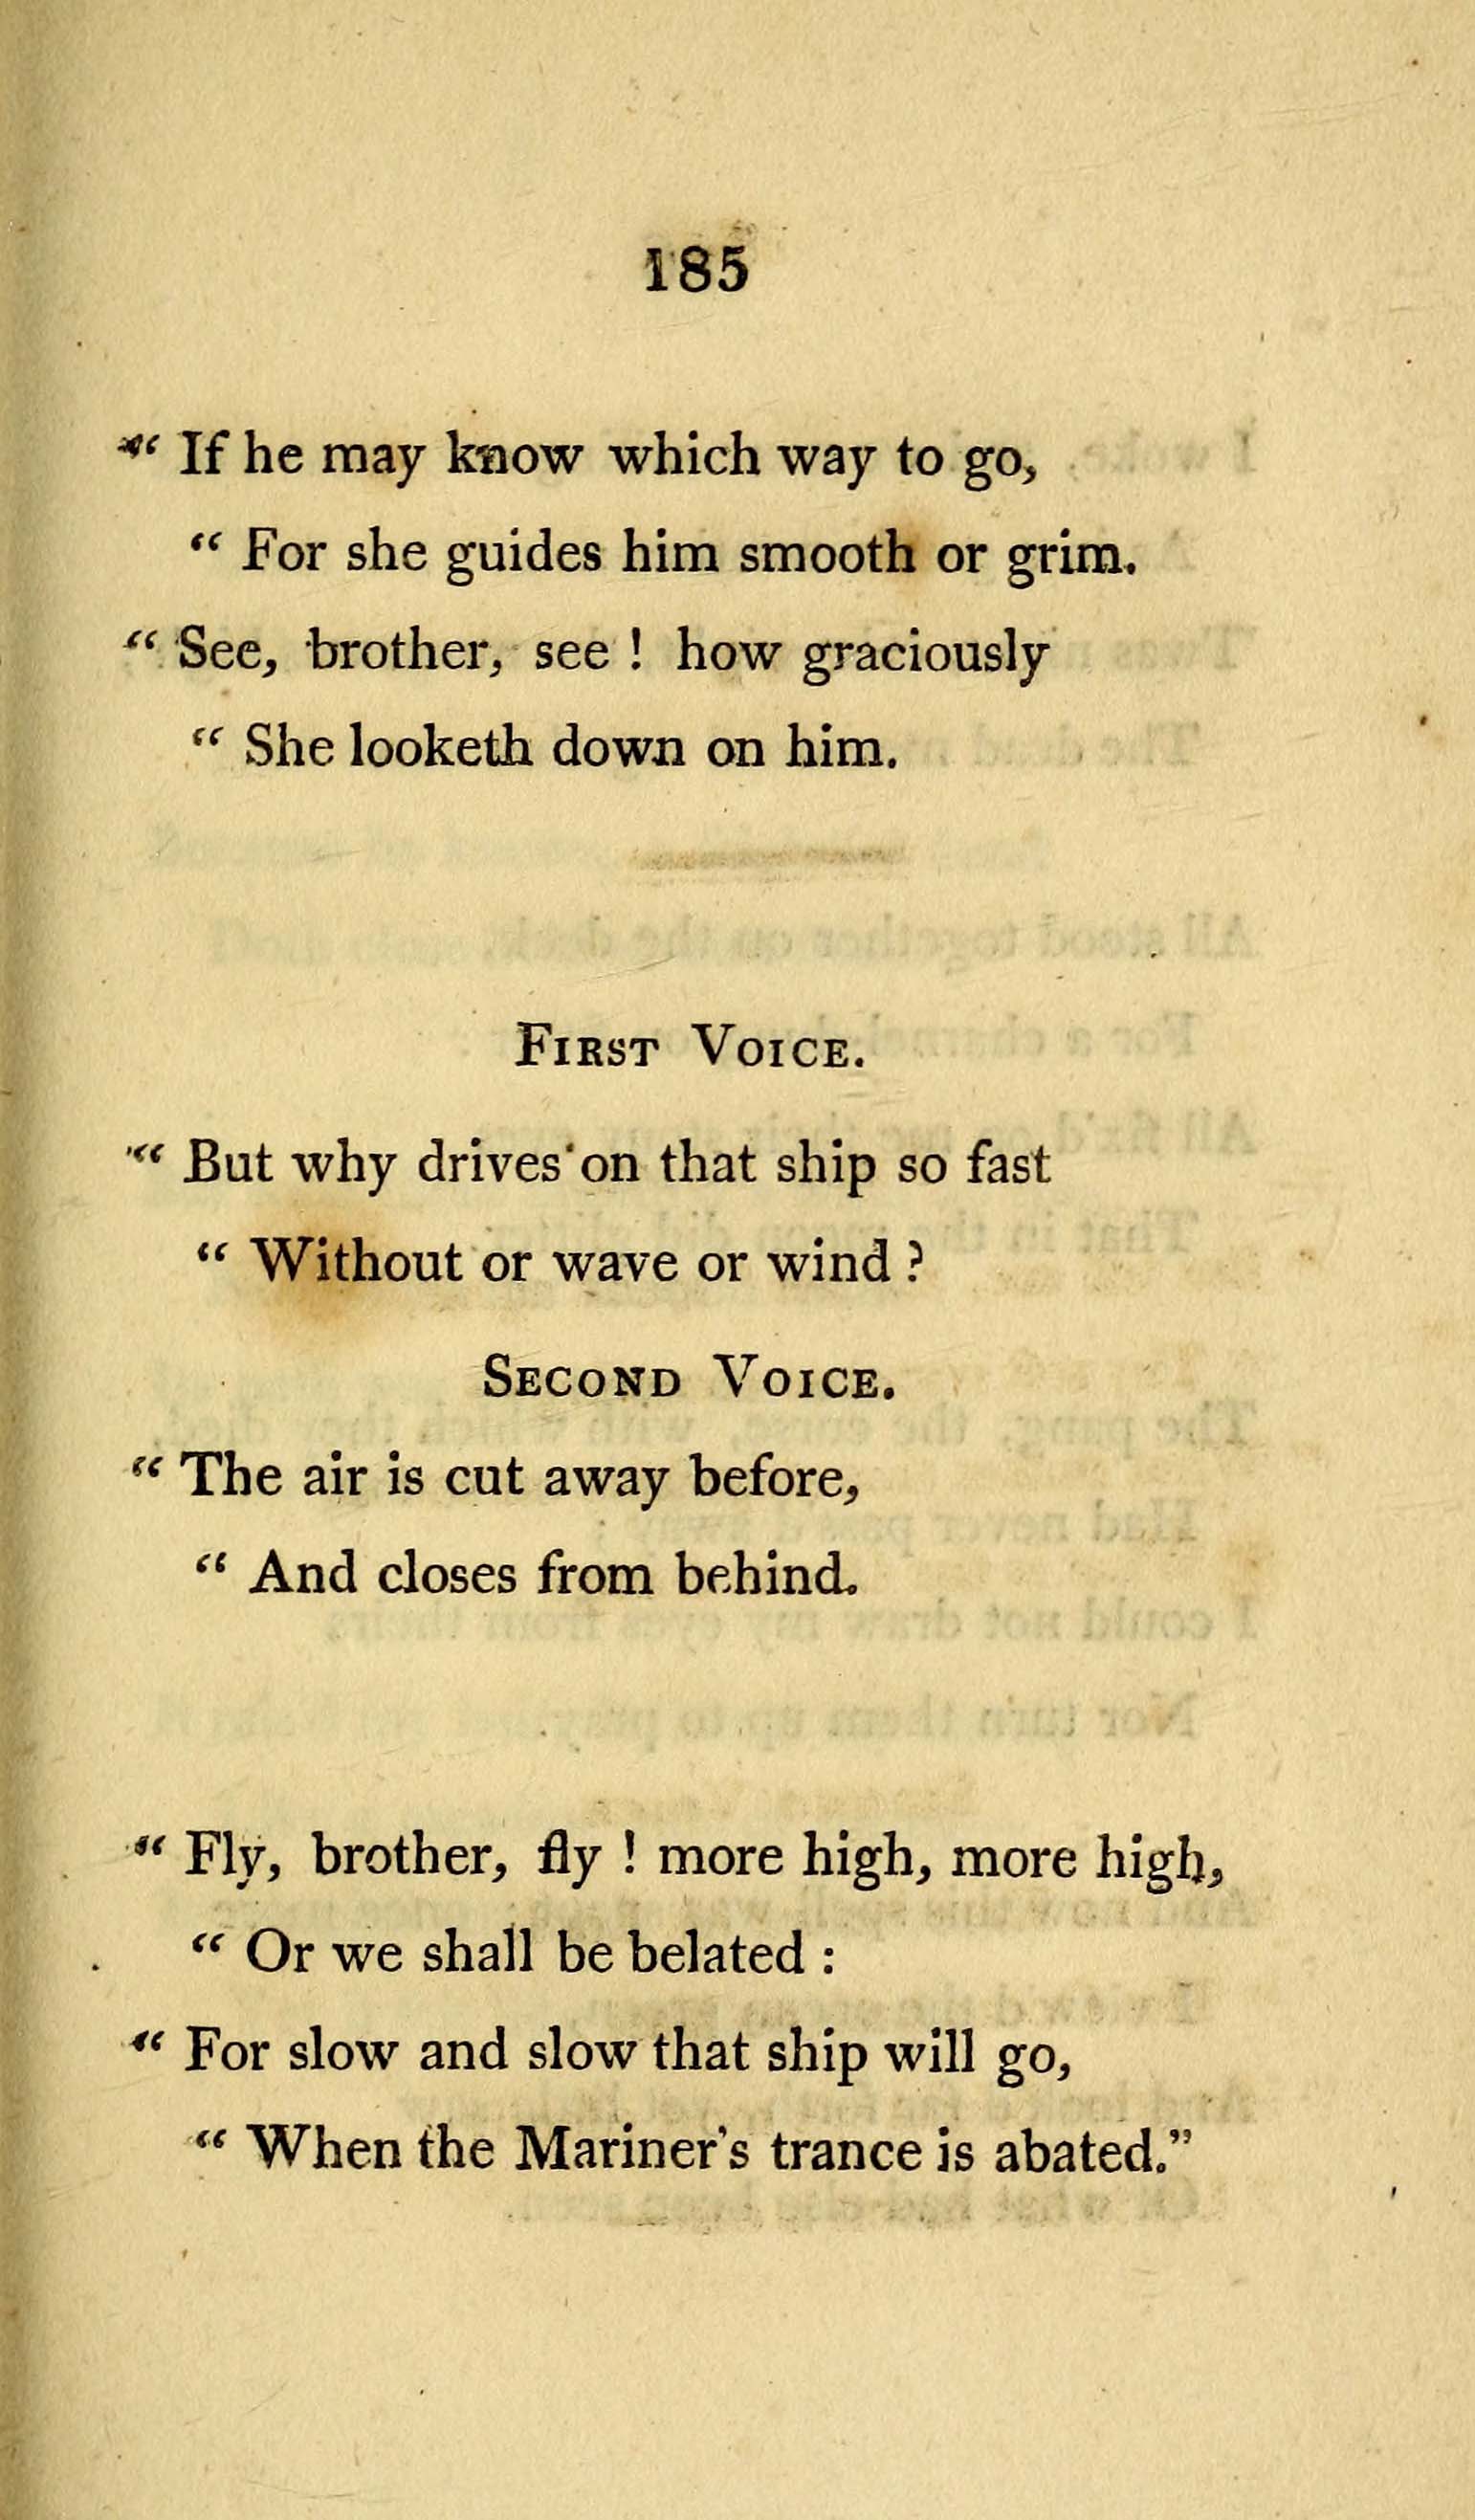 185
“ If he may know which way to go,
“ For she guides him smooth or grim.
“ See, brother, see ! how graciously
“ She looketh down on him.
First Voice.
“ But why drives on that ship so fast
“ Without or wave or wind ?
Second Voice.
“ The air is cut away before,
“ And closes from behind.
“ Fly, brother, fly ! more high, more high,
“ Or we shall be belated :
“ For slow and slow that ship will go,
“ When the Mariner's trance is abated.”